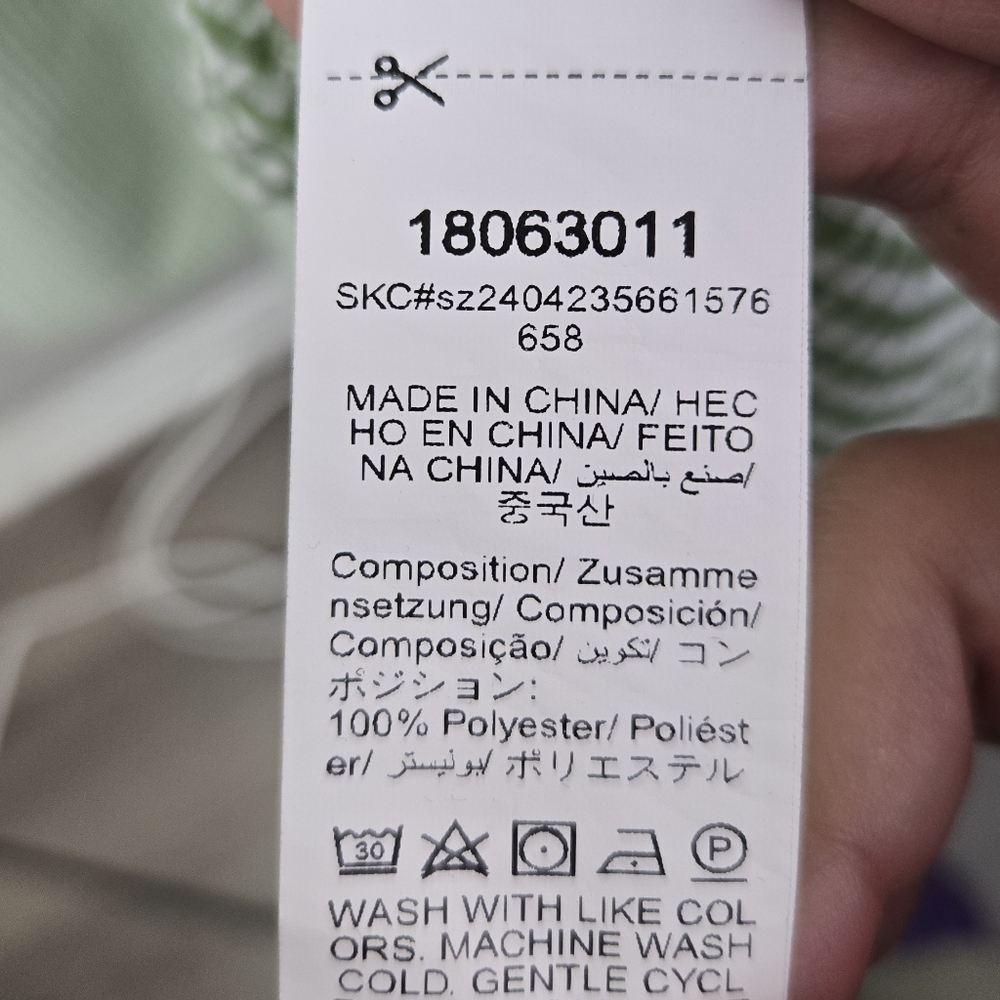 18063011
SKC#sz2404235661576
658
MADE IN CHINA/ HEC
HO EN CHINA/ FEITO
NA CHINA/ صنع بالصين/
중국산
Composition/ Zusamme
nsetzung/ Composición/
Composição/ تكوين/ コン
ポジション:
100% Polyester/ Poliést
er/ بوليستر/ ポリエステル
30 P
WASH WITH LIKE COL
ORS. MACHINE WASH
COLD. GENTLE CYCL